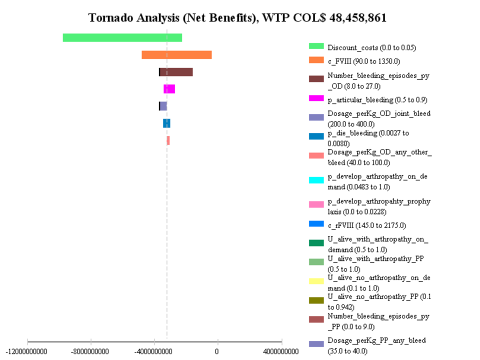 Tornado Analysis (Net Benefits), WTP COL$ 48,458,861
Discount_costs (0.0 to 0.05)
c_FVIII (90.0 to 1350.0)
Number_bleeding_episodes_py
_OD (8.0 to 27.0)
p_articular_bleeding (0.5 to 0.9)
Dosage_perKg_OD_joint_bleed
(200.0 to 400.0)
p_die_bleeding (0.0027 to
0.0080)
Dosage_perKg_OD_any_other_
bleed (40.0 to 100.0)
p_develop_arthropathy_on_de
mand (0.0483 to 1.0)
p_develop_arthropahty_prophy
laxis (0.0 to 0.0228)
c_rFVIII (145.0 to 2175.0)
U_alive_with_arthropathy_on_
demand (0.5 to 1.0)
U_alive_with_arthropathy_PP
(0.5 to 1.0)
U_alive_no_arthropathy_on_de
mand (0.1 to 1.0)
U_alive_no_arthropathy_PP (0.1
to 0.942)
Number_bleeding_episodes_py
_PP (0.0 to 9.0)
Dosage_perKg_PP_any_bleed
(35.0 to 40.0)
-1200000000 -800000000 -400000000 0 400000000